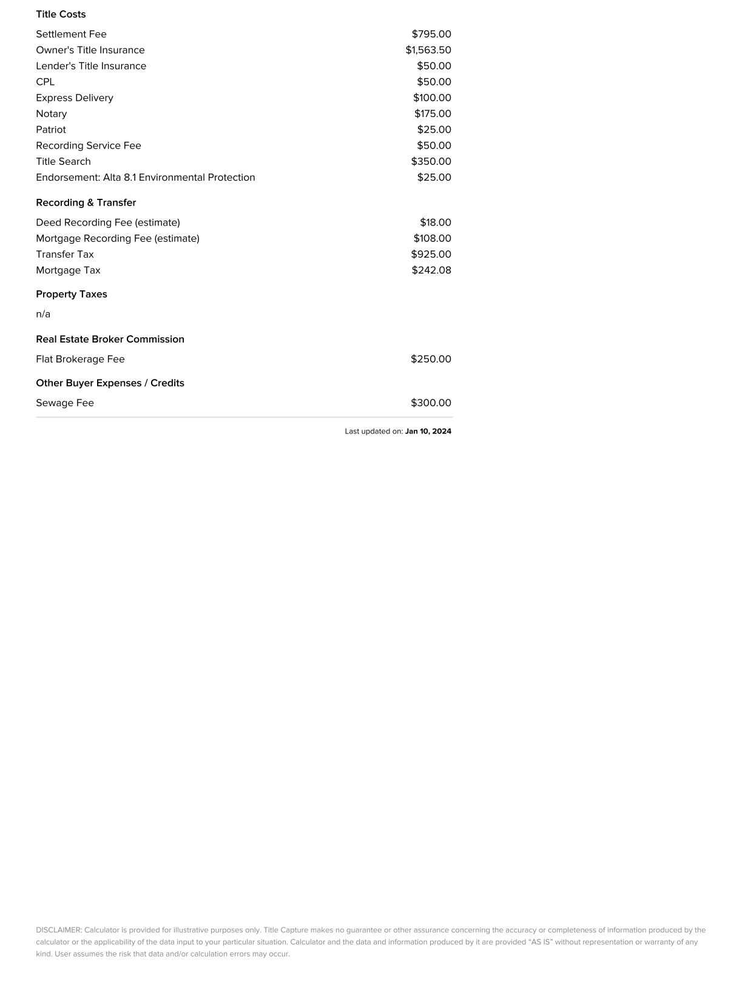 Title Costs
Settlement Fee $795.00
Owner's Title Insurance $1,563.50
Lender's Title Insurance $50.00
CPL $50.00
Express Delivery $100.00
Notary $175.00
Patriot $25.00
Recording Service Fee $50.00
Title Search $350.00
Endorsement: Alta 8.1 Environmental Protection $25.00
Recording & Transfer
Deed Recording Fee (estimate) $18.00
Mortgage Recording Fee (estimate) $108.00
Transfer Tax $925.00
Mortgage Tax $242.08
Property Taxes
n/a
Real Estate Broker Commission
Flat Brokerage Fee $250.00
Other Buyer Expenses / Credits
Sewage Fee $300.00
Last updated on: Jan 10, 2024
DISCLAIMER: Calculator is provided for illustrative purposes only. Title Capture makes no guarantee or other assurance concerning the accuracy or completeness of information produced by the
calculator or the applicability of the data input to your particular situation. Calculator and the data and information produced by it are provided “AS IS” without representation or warranty of any
kind. User assumes the risk that data and/or calculation errors may occur.